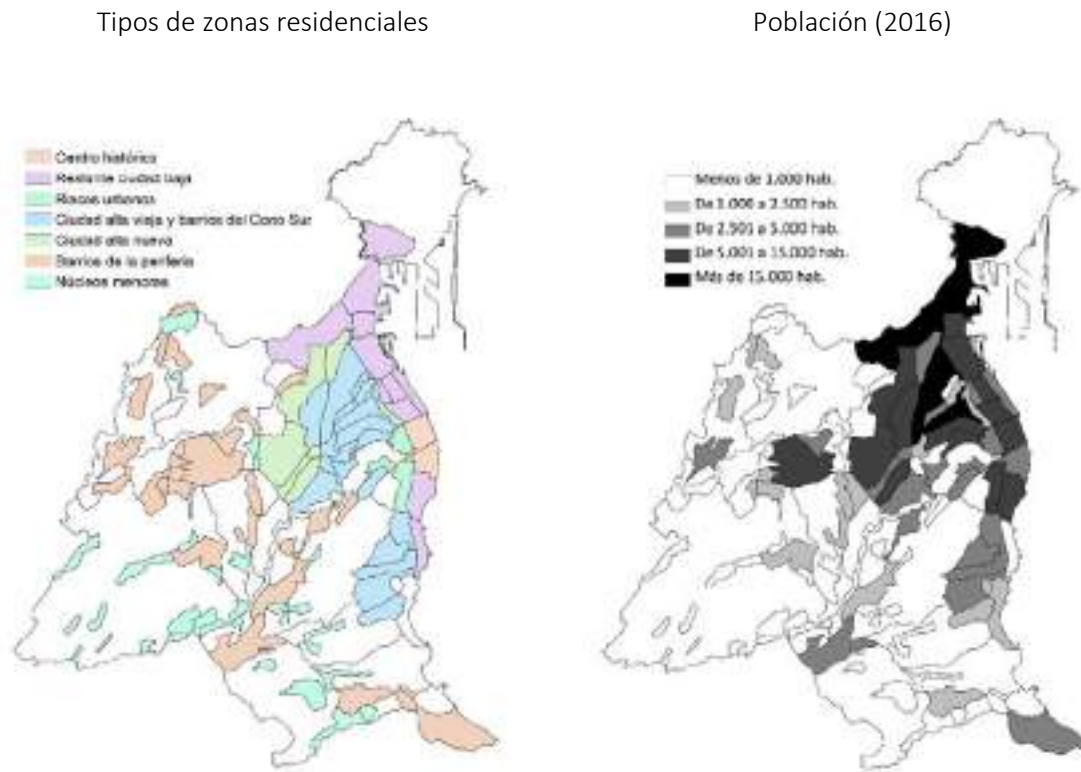 Tipos de zonas residenciales
Población (2016)
Centro histórico
Restante ciudad baja
Riscos urbanos
Ciudad alta vieja y barrios del Cono Sur
Ciudad alta nueva
Barrios de la periferia
Núcleos menores
Menos de 1.000 hab.
De 1.000 a 2.500 hab.
De 2.501 a 5.000 hab.
De 5.001 a 15.000 hab.
Más de 15.000 hab.